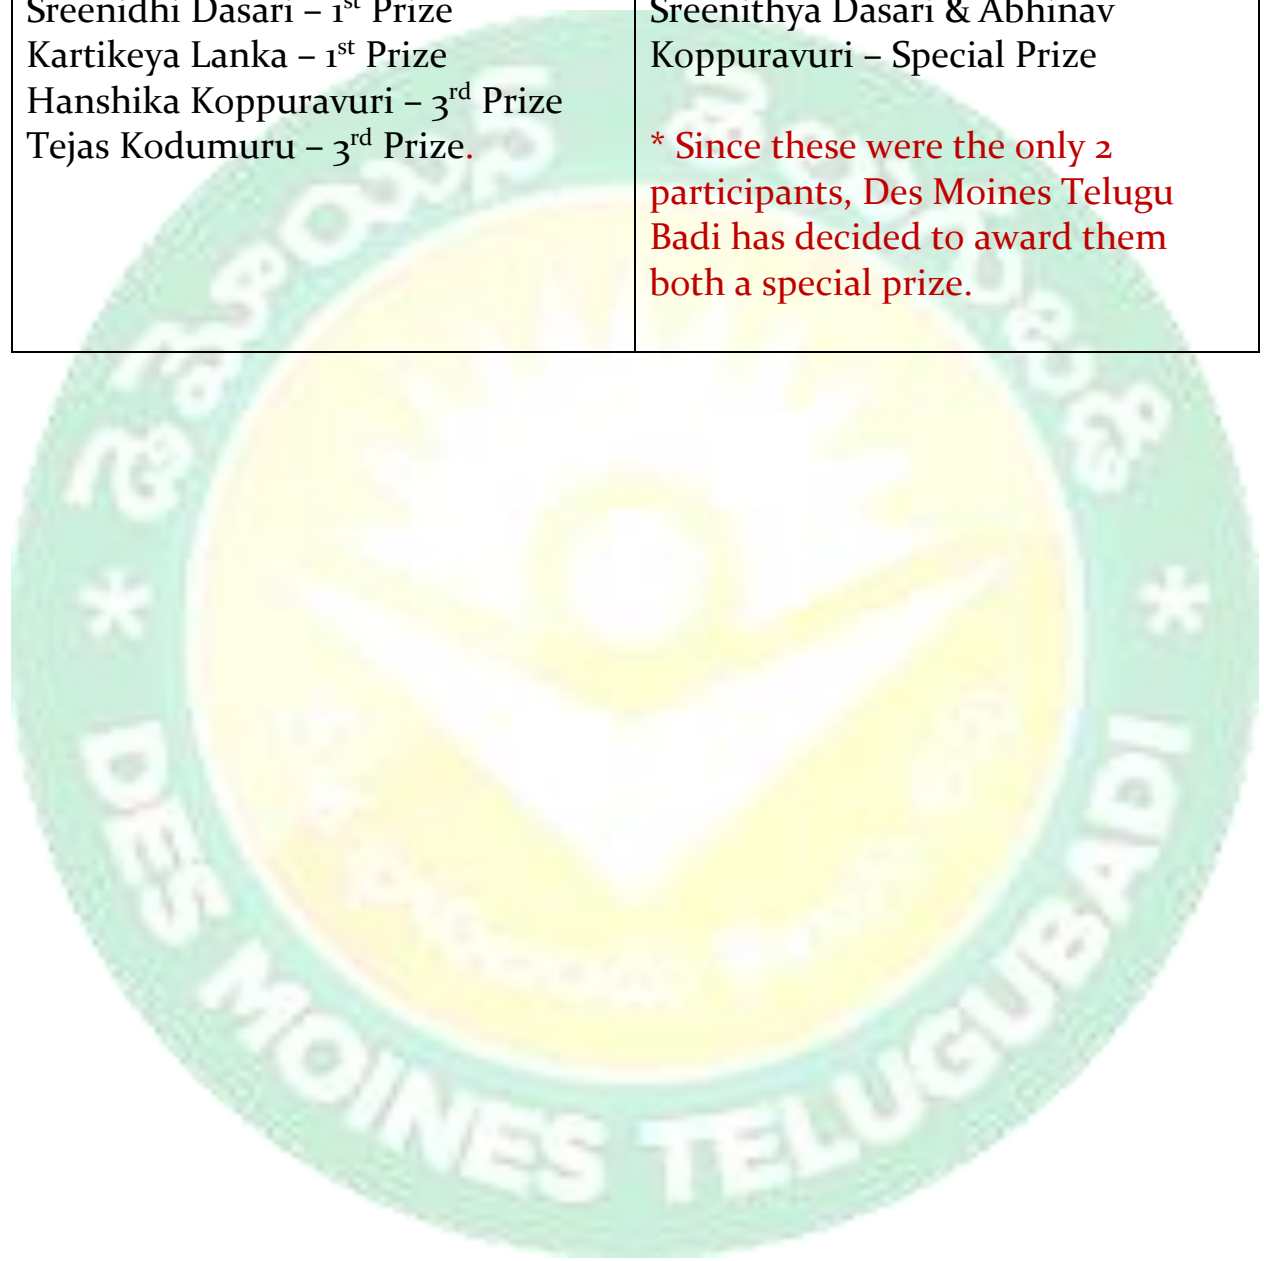 Sreenidhi Dasari – 1st Prize
Kartikeya Lanka – 1st Prize
Hanshika Koppuravuri – 3rd Prize
Tejas Kodumuru – 3rd Prize.
Sreenithya Dasari & Abhinav
Koppuravuri – Special Prize
* Since these were the only 2
participants, Des Moines Telugu
Badi has decided to award them
both a special prize.
* DES MOINES TELUGUBADI *